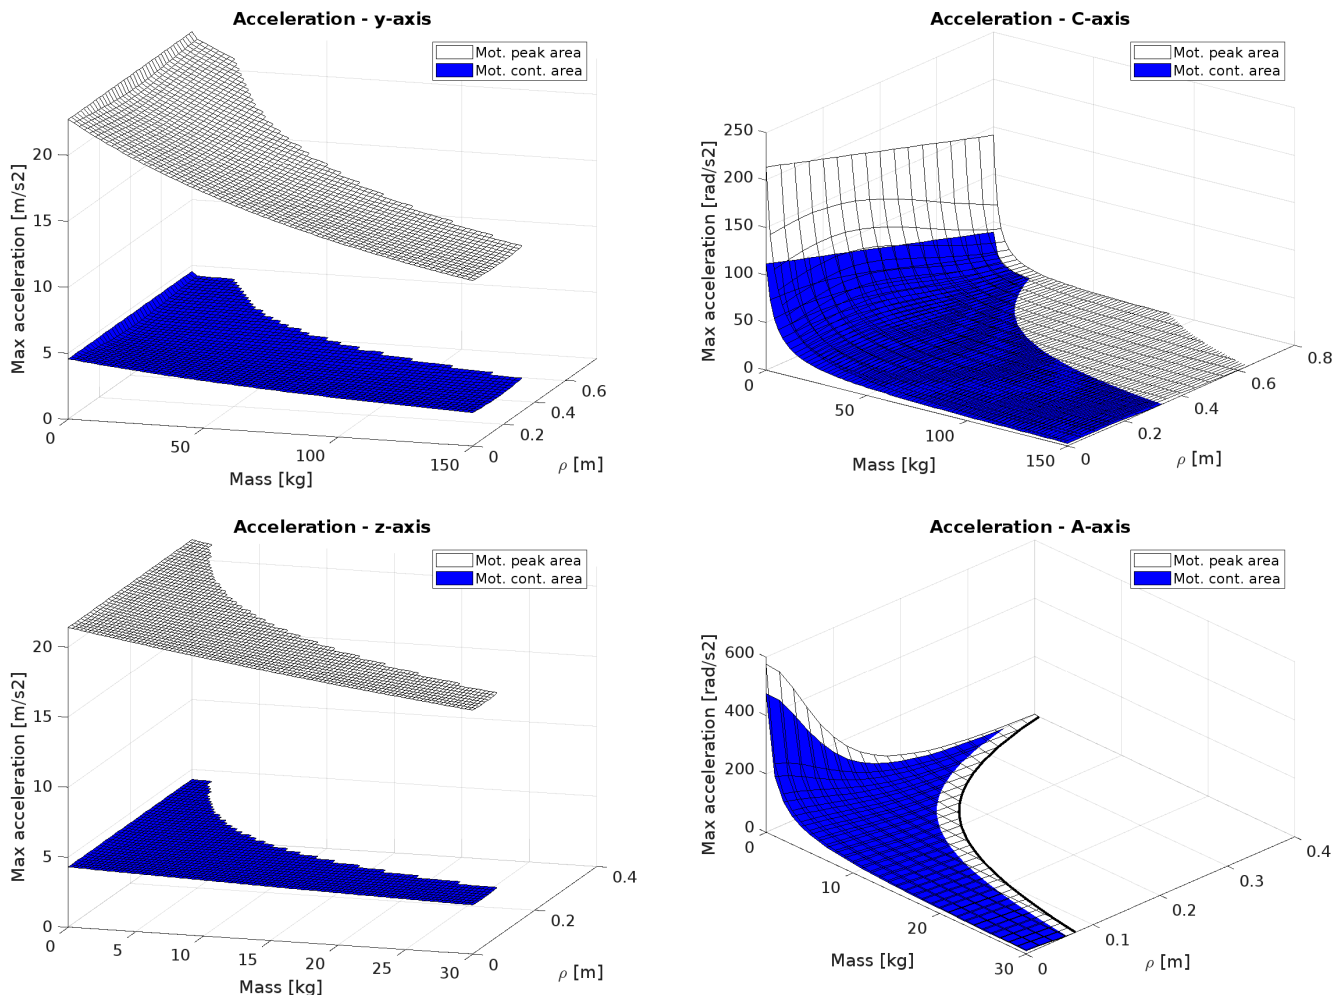 Acceleration - y-axis
Mot. peak area
Mot. cont. area
Max acceleration [m/s2]
20
15
10
5
0
0
50
100
150
Mass [kg]
0
0.2
0.4
0.6
ρ [m]
Acceleration - C-axis
Mot. peak area
Mot. cont. area
Max acceleration [rad/s2]
250
200
150
100
50
0
0
50
100
150
Mass [kg]
0
0.2
0.4
0.6
0.8
ρ [m]
Acceleration - z-axis
Mot. peak area
Mot. cont. area
Max acceleration [m/s2]
20
15
10
5
0
0
5
10
15
20
25
30
Mass [kg]
0
0.2
0.4
ρ [m]
Acceleration - A-axis
Mot. peak area
Mot. cont. area
Max acceleration [rad/s2]
600
400
200
0
0
10
20
30
Mass [kg]
0
0.1
0.2
0.3
0.4
ρ [m]